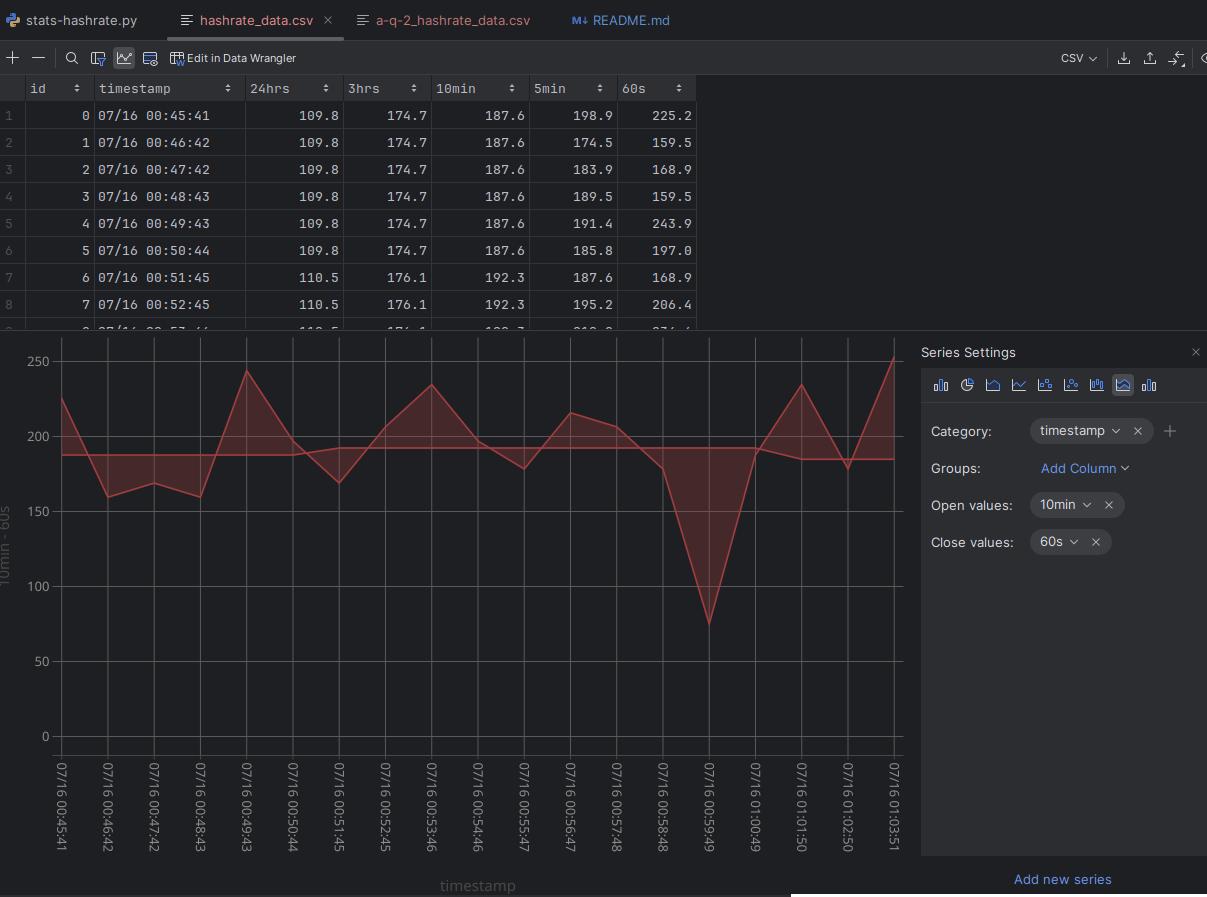 stats-hashrate.py hashrate_data.csv a-q-2_hashrate_data.csv M↓ README.md
Edit in Data Wrangler CSV
id timestamp 24hrs 3hrs 10min 5min 60s
1 0 07/16 00:45:41 109.8 174.7 187.6 198.9 225.2
2 1 07/16 00:46:42 109.8 174.7 187.6 174.5 159.5
3 2 07/16 00:47:42 109.8 174.7 187.6 183.9 168.9
4 3 07/16 00:48:43 109.8 174.7 187.6 189.5 159.5
5 4 07/16 00:49:43 109.8 174.7 187.6 191.4 243.9
6 5 07/16 00:50:44 109.8 174.7 187.6 185.8 197.0
7 6 07/16 00:51:45 110.5 176.1 192.3 187.6 168.9
8 7 07/16 00:52:45 110.5 176.1 192.3 195.2 206.4
250
200
150
100
50
0
10min - 60s
07/16 00:45:41
07/16 00:46:42
07/16 00:47:42
07/16 00:48:43
07/16 00:49:43
07/16 00:50:44
07/16 00:51:45
07/16 00:52:45
07/16 00:53:46
07/16 00:54:46
07/16 00:55:47
07/16 00:56:47
07/16 00:57:48
07/16 00:58:48
07/16 00:59:49
07/16 01:00:49
07/16 01:01:50
07/16 01:02:50
07/16 01:03:51
timestamp
Series Settings
Category: timestamp
Groups: Add Column
Open values: 10min
Close values: 60s
Add new series